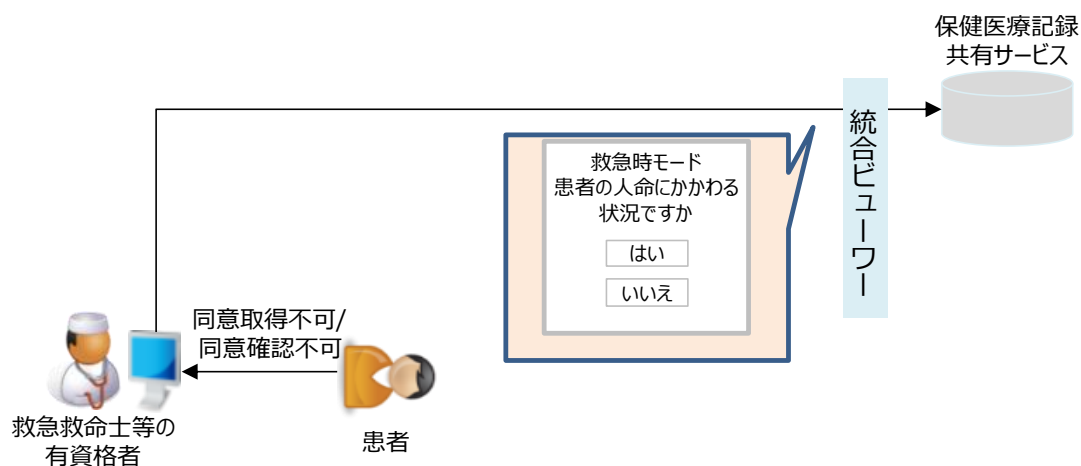 保健医療記録
共有サービス
統合ビューワー
救急時モード
患者の人命にかかわる
状況ですか
はい
いいえ
同意取得不可/
同意確認不可
救急救命士等の
有資格者
患者